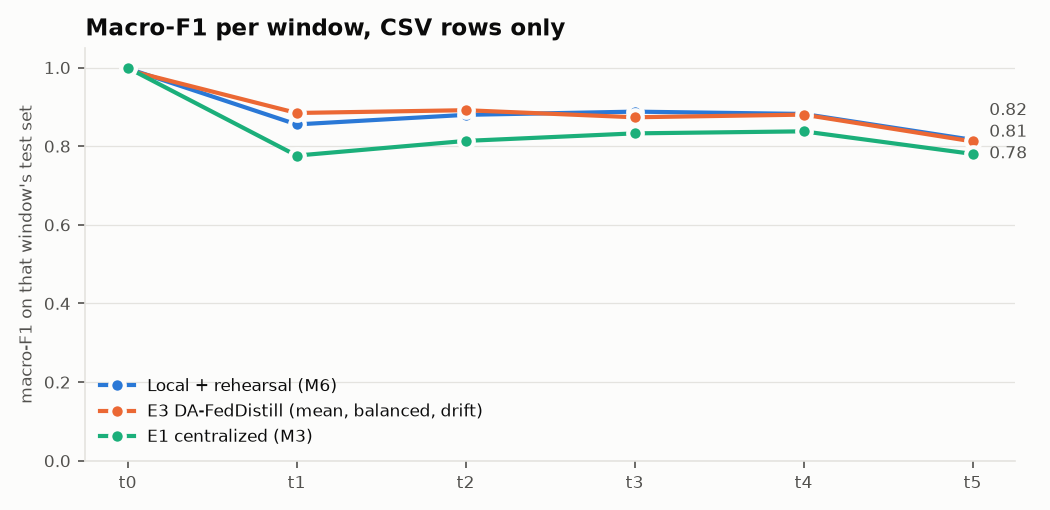 Macro-F1 per window, CSV rows only
macro-F1 on that window's test set
1.0
0.8
0.6
0.4
0.2
0.0
0.82
0.81
0.78
Local + rehearsal (M6)
E3 DA-FedDistill (mean, balanced, drift)
E1 centralized (M3)
t0
t1
t2
t3
t4
t5